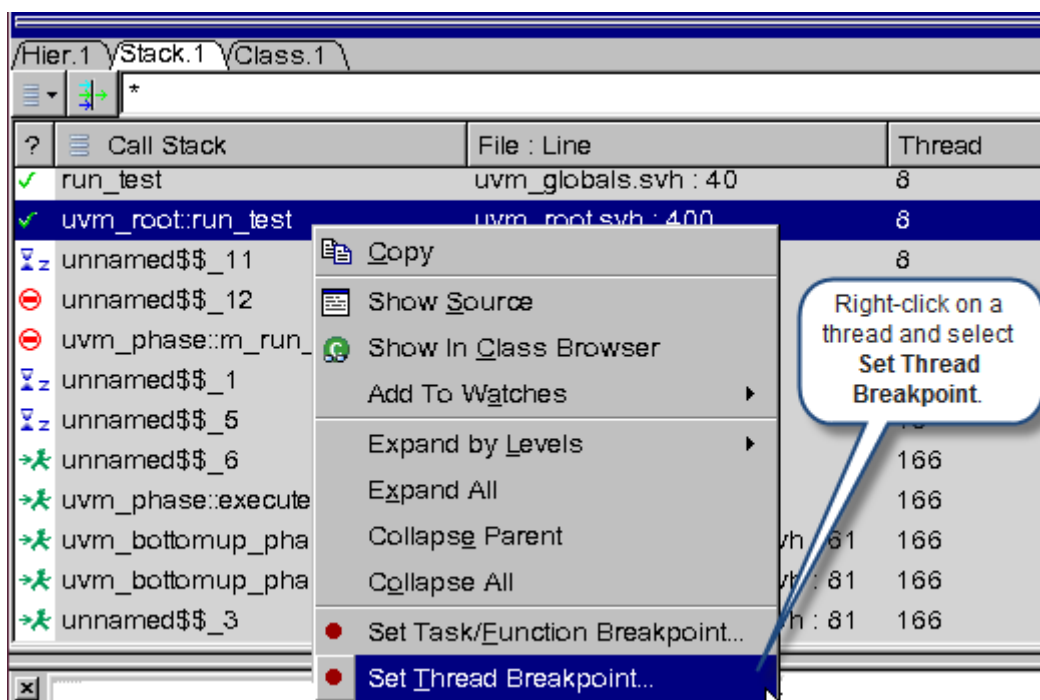 Hier.1 Stack.1 Class.1
*
? Call Stack File : Line Thread
run_test uvm_globals.svh : 40 8
uvm_root::run_test uvm_root.svh : 400 8
unnamed$$_11 8
unnamed$$_12
uvm_phase::m_run_
unnamed$$_1
unnamed$$_5
unnamed$$_6 166
uvm_phase::execute 166
uvm_bottomup_pha vh : 61 166
uvm_bottomup_pha vh : 81 166
unnamed$$_3 h : 81 166
Copy
Show Source
Show In Class Browser
Add To Watches
Expand by Levels
Expand All
Collapse Parent
Collapse All
Set Task/Function Breakpoint...
Set Thread Breakpoint...
Right-click on a
thread and select
Set Thread
Breakpoint.